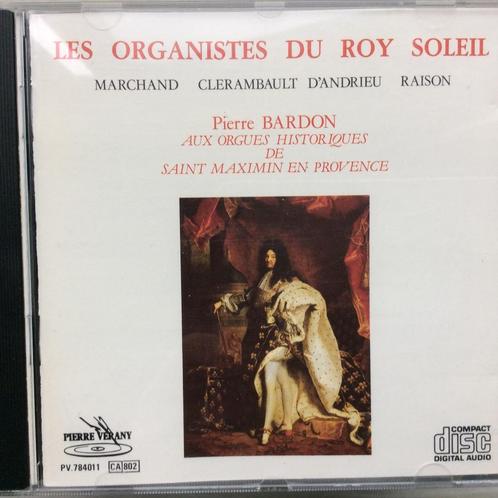 LES ORGANISTES DU ROY SOLEIL
MARCHAND CLERAMBAULT D'ANDRIEU RAISON
Pierre BARDON
AUX ORGUES HISTORIQUES
DE
SAINT MAXIMIN EN PROVENCE
PIERRE VERANY
PV.784011 CA 802
COMPACT
disc
DIGITAL AUDIO